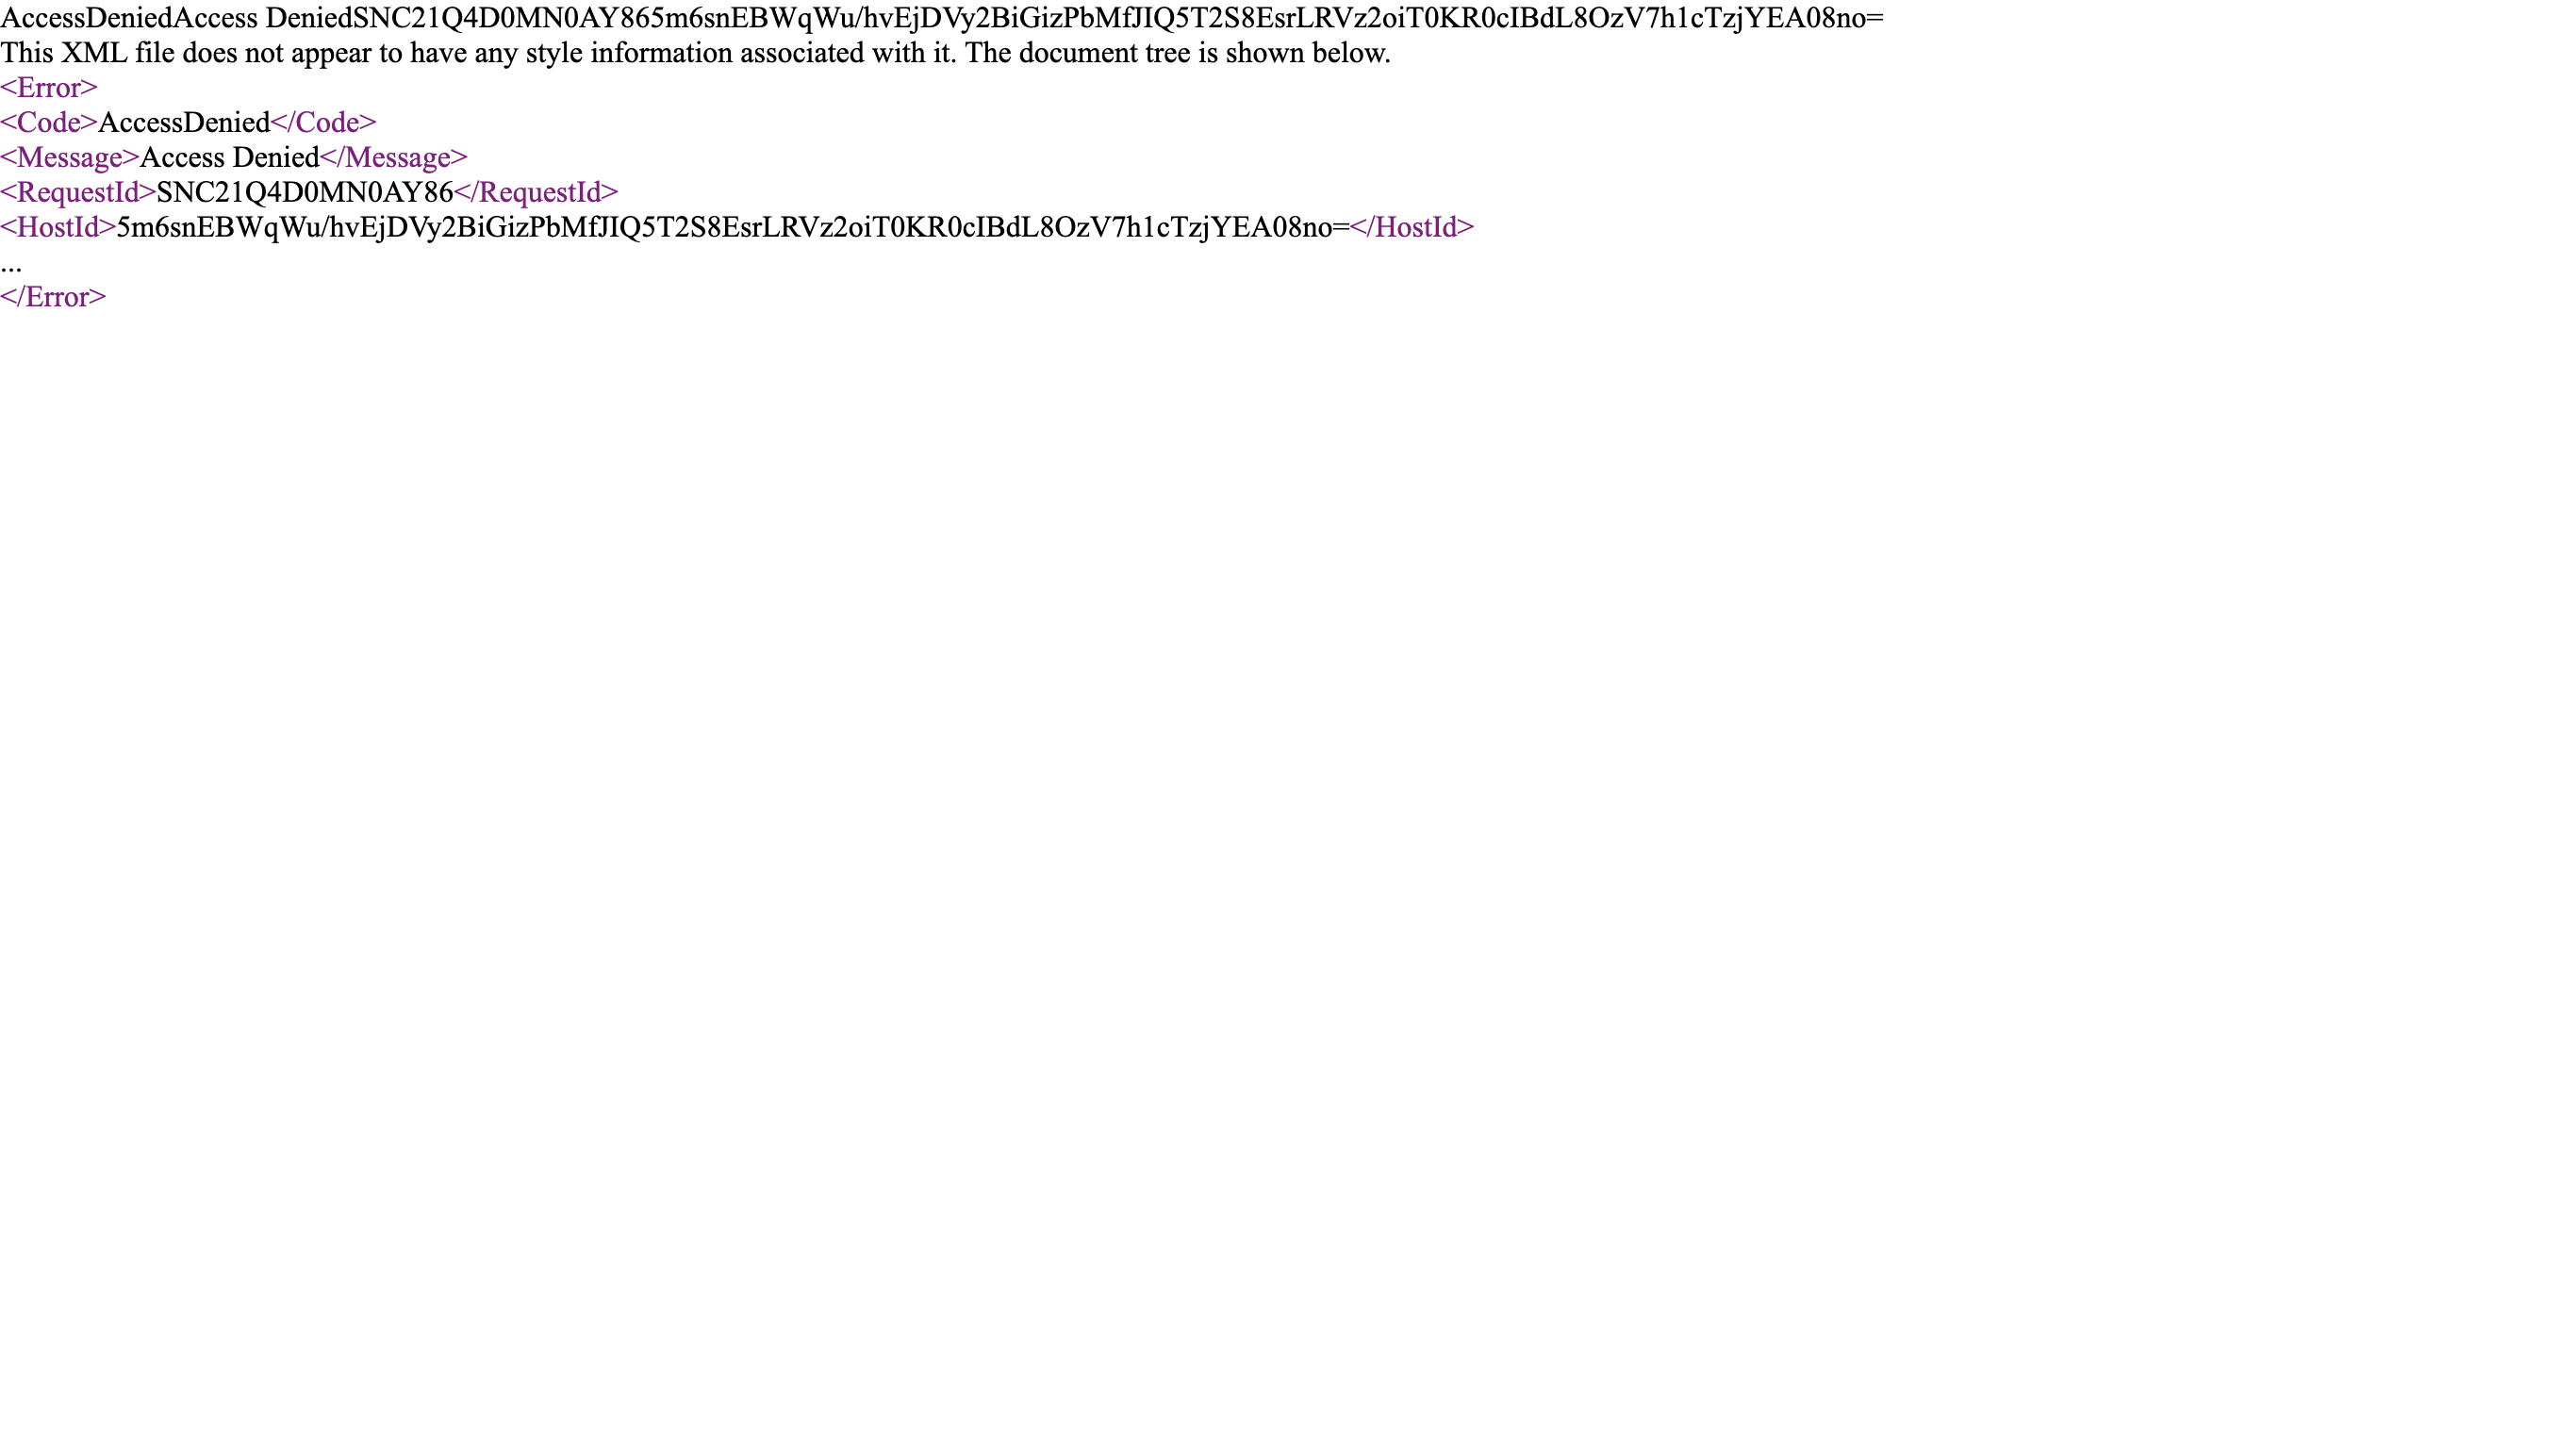 AccessDeniedAccess DeniedSNC21Q4D0MN0AY865m6snEBWqWu/hvEjDVy2BiGizPbMfJIQ5T2S8EsrLRVz2oiT0KR0cIBdL8OzV7h1cTzjYEA08no=
This XML file does not appear to have any style information associated with it. The document tree is shown below.
<Error>
<Code>AccessDenied</Code>
<Message>Access Denied</Message>
<RequestId>SNC21Q4D0MN0AY86</RequestId>
<HostId>5m6snEBWqWu/hvEjDVy2BiGizPbMfJIQ5T2S8EsrLRVz2oiT0KR0cIBdL8OzV7h1cTzjYEA08no=</HostId>
...
</Error>